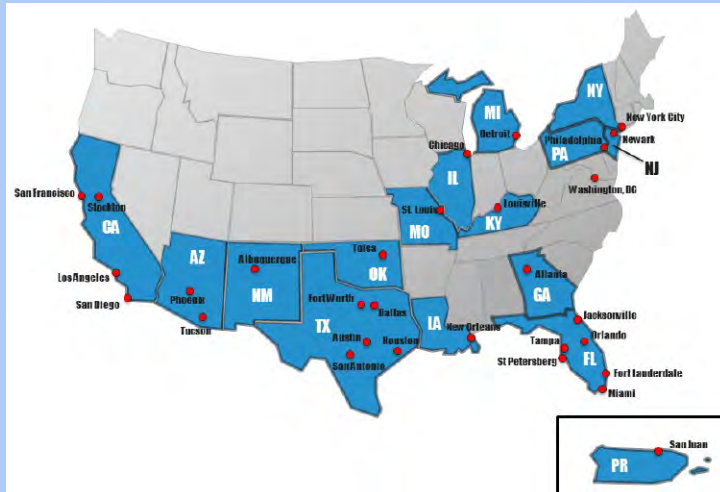 NY
MI
New York City
Detroit
Philadelphia
Newark
Chicago
PA
NJ
IL
Washington, DC
San Francisco
Stockton
St. Louis
Louisville
MO
KY
CA
AZ
Albuquerque
Tulsa
OK
Los Angeles
NM
Atlanta
Phoenix
Fort Worth
Dallas
GA
San Diego
TX
LA
New Orleans
Jacksonville
Tucson
Austin
Houston
Tampa
Orlando
San Antonio
St Petersberg
FL
Fort Lauderdale
Miami
San Juan
PR